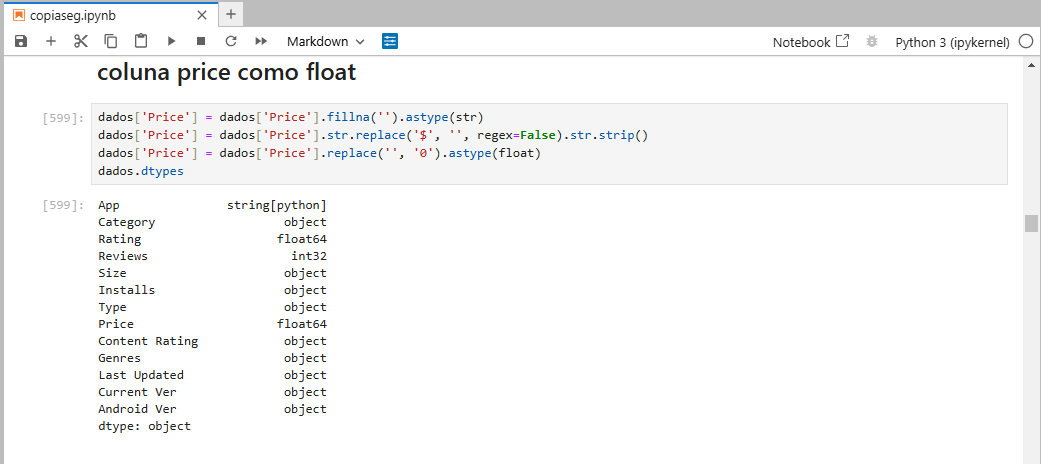 copiaseg.ipynb
Markdown
Notebook
Python 3 (ipykernel)
coluna price como float
[599]:
dados['Price'] = dados['Price'].fillna('').astype(str)
dados['Price'] = dados['Price'].str.replace('$', '', regex=False).str.strip()
dados['Price'] = dados['Price'].replace('', '0').astype(float)
dados.dtypes
[599]:
App string[python]
Category object
Rating float64
Reviews int32
Size object
Installs object
Type object
Price float64
Content Rating object
Genres object
Last Updated object
Current Ver object
Android Ver object
dtype: object